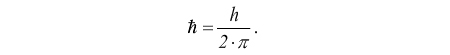 ħ = h / 2 · π .